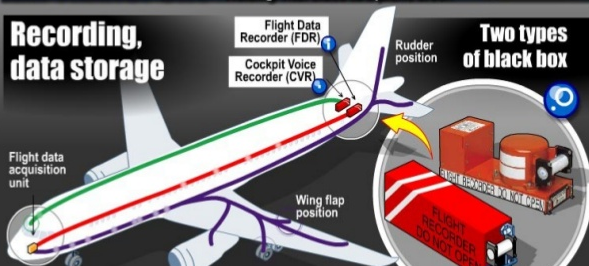 Recording,
data storage
Flight Data
Recorder (FDR)
Cockpit Voice
Recorder (CVR)
Rudder
position
Two types
of black box
Flight data
acquisition
unit
Wing flap
position
FLIGHT RECORDER DO NOT OPEN
FLIGHT
RECORDER
DO NOT OPEN